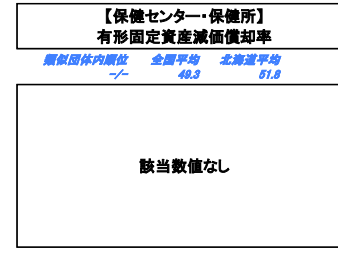 【保健センター・保健所】
有形固定資産減価償却率
類似団体内順位 全国平均 北海道平均
-/- 49.3 51.8
該当数値なし